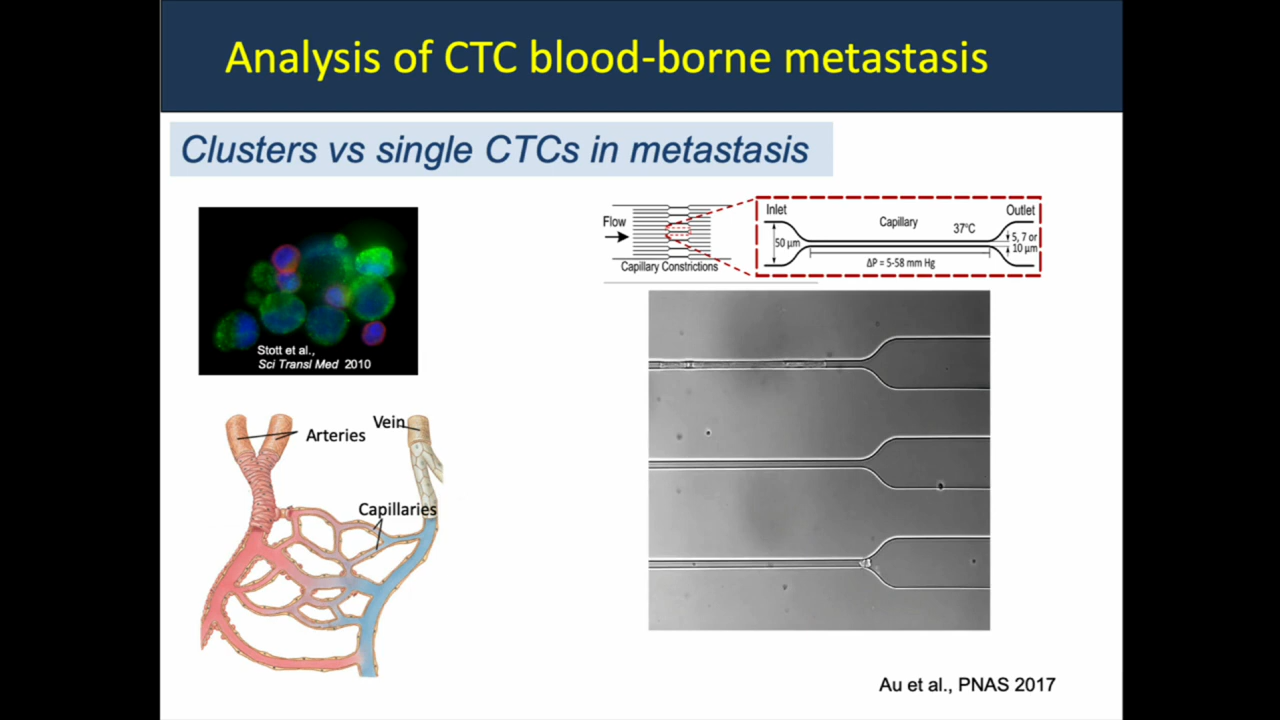 Analysis of CTC blood-borne metastasis
Clusters vs single CTCs in metastasis
Stott et al.,
Sci Transl Med 2010
Flow
Capillary Constrictions
Inlet
Capillary
Outlet
37°C
50 µm
5, 7 or
10 µm
ΔP = 5-58 mm Hg
Arteries
Vein
Capillaries
Au et al., PNAS 2017